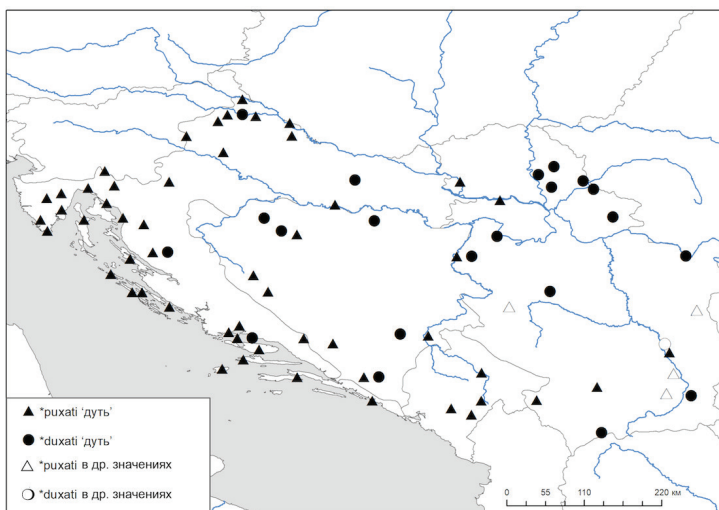 *puxati ‘дуть’
*duxati ‘дуть’
*puxati в др. значениях
*duxati в др. значениях
0 55 110 220 км